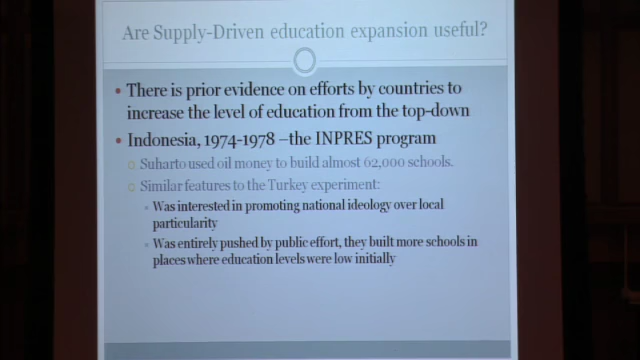 Are Supply-Driven education expansion useful?
• There is prior evidence on efforts by countries to
increase the level of education from the top-down
• Indonesia, 1974-1978 –the INPRES program
o Suharto used oil money to build almost 62,000 schools.
o Similar features to the Turkey experiment:
Was interested in promoting national ideology over local
particularity
Was entirely pushed by public effort, they built more schools in
places where education levels were low initially